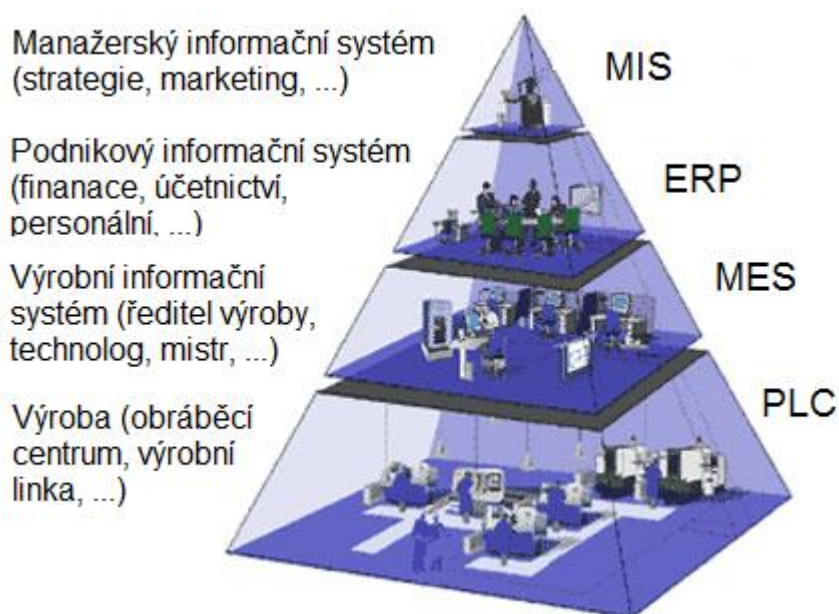 Manažerský informační systém
(strategie, marketing, ...)
MIS
Podnikový informační systém
(finanace, účetnictví,
personální, ...)
ERP
Výrobní informační
systém (ředitel výroby,
technolog, mistr, ...)
MES
Výroba (obráběcí
centrum, výrobní
linka, ...)
PLC